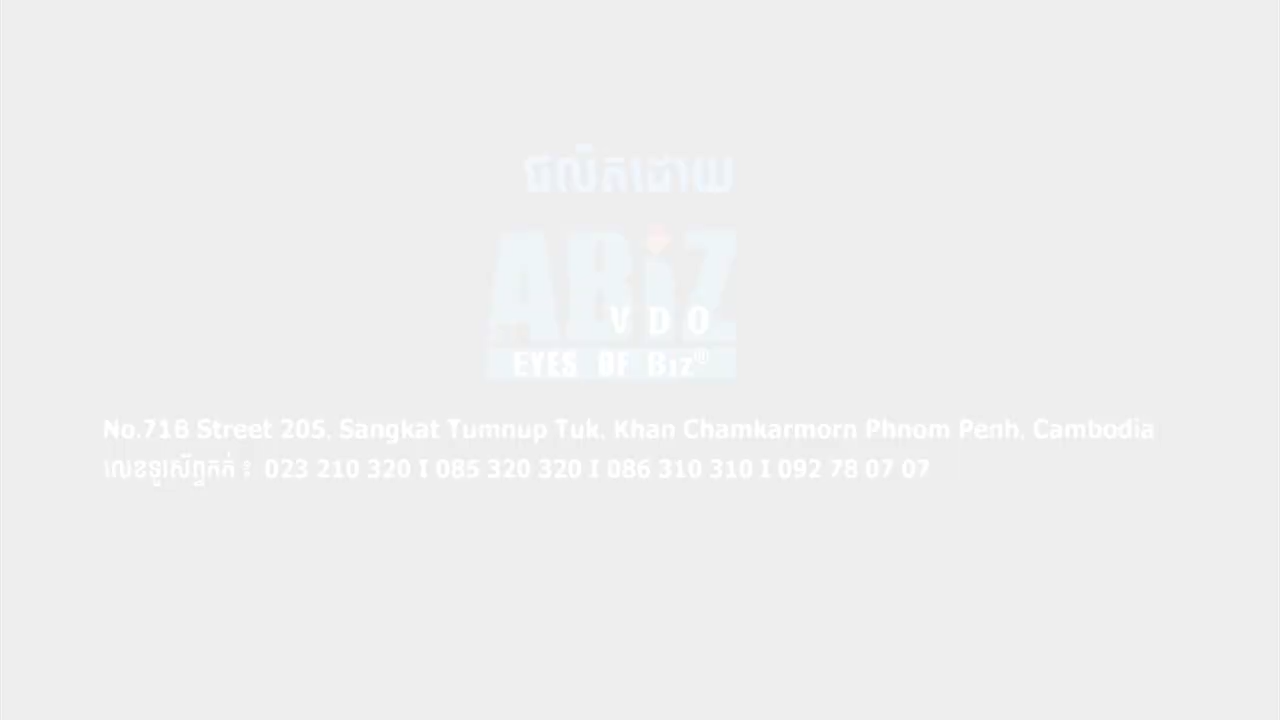 ផលិតដោយ
ABiZ
VDO
EYES OF Biz®
No.71B Street 205, Sangkat Tumnup Tuk, Khan Chamkarmorn Phnom Penh, Cambodia
លេខទូរស័ព្ទ ៖ 023 210 320 I 085 320 320 I 086 310 310 I 092 78 07 07